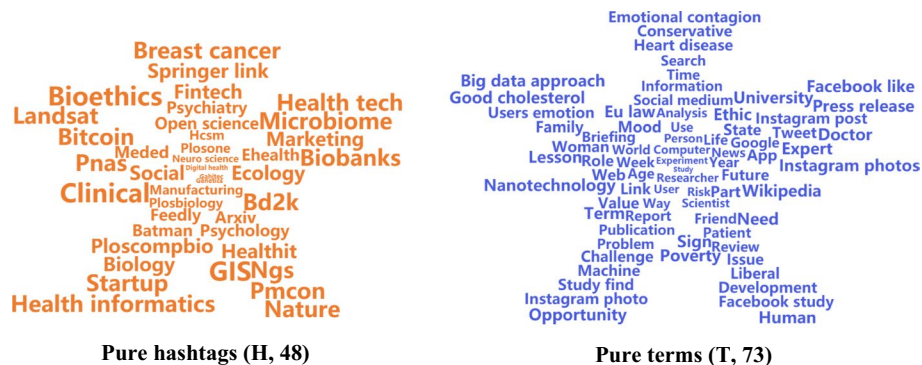 Breast cancer
Springer link
Bioethics Fintech Health tech
Landsat Psychiatry Microbiome
Bitcoin Open science Marketing
Hcsm
Meded Plosone Ehealth Biobanks
Pnas Neuro science
Social Digital health Ecology
Clinical Manufacturing Bd2k
Plosbiology
Feedly Arxiv
Batman Psychology
Ploscompbio Healthit
Biology GIS Ngs
Startup Pmcon
Health informatics Nature
Pure hashtags (H, 48)
Emotional contagion
Conservative
Heart disease
Search
Time
Big data approach Information Facebook like
Good cholesterol Social medium University Press release
Users emotion Eu law Analysis Ethic Instagram post
Family Mood Use State Tweet Doctor
Briefing Person Life Google
Woman World Computer News App Expert
Lesson Role Week Experiment Year Instagram photos
Study
Web Age Researcher Future
Nanotechnology Link User Risk Part Wikipedia
Value Way Scientist
Term Report Friend Need
Publication Patient
Problem Sign Review
Challenge Poverty Issue
Machine Liberal
Study find Development
Instagram photo Facebook study
Opportunity Human
Pure terms (T, 73)